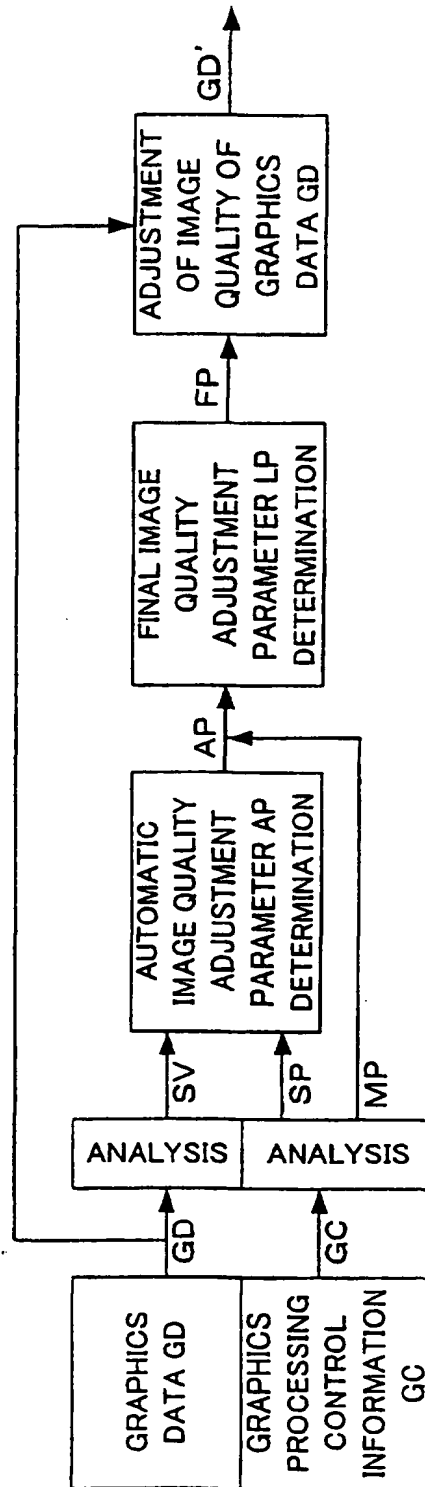 GRAPHICS
DATA GD
GRAPHICS
PROCESSING
CONTROL
INFORMATION
GC
GD
GC
ANALYSIS
ANALYSIS
SV
SP
MP
AUTOMATIC
IMAGE QUALITY
ADJUSTMENT
PARAMETER AP
DETERMINATION
AP
FINAL IMAGE
QUALITY
ADJUSTMENT
PARAMETER LP
DETERMINATION
FP
ADJUSTMENT
OF IMAGE
QUALITY OF
GRAPHICS
DATA GD
GD'